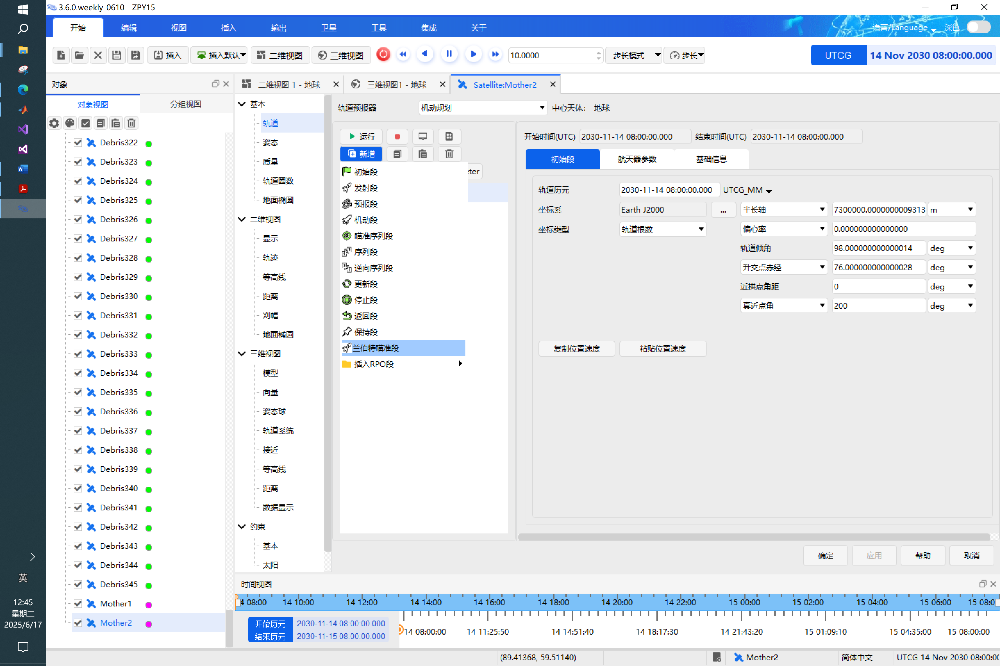 3.6.0.weekly-0610 - ZPY15
开始 编辑 视图 插入 输出 卫星 工具 集成 关于
语言/Language 深色
插入 插入默认 二维视图 三维视图 10.0000 步长模式 步长 UTCG 14 Nov 2030 08:00:00.000
对象
对象视图 分组视图
Debris322
Debris323
Debris324
Debris325
Debris326
Debris327
Debris328
Debris329
Debris330
Debris331
Debris332
Debris333
Debris334
Debris335
Debris336
Debris337
Debris338
Debris339
Debris340
Debris341
Debris342
Debris343
Debris344
Debris345
Mother1
Mother2
二维视图 1 - 地球 三维视图1 - 地球 Satellite:Mother2
基本
轨道
姿态
质量
轨道圈数
地面椭圆
二维视图
显示
轨迹
等高线
距离
刈幅
地面椭圆
三维视图
模型
向量
姿态球
轨道系统
接近
等高线
距离
数据显示
约束
基本
太阳
轨道预报器 机动规划 中心天体： 地球
运行
新增
初始段
发射段
预报段
机动段
瞄准序列段
序列段
逆向序列段
更新段
停止段
返回段
保持段
兰伯特瞄准段
插入RPO段
开始时间(UTC) 2030-11-14 08:00:00.000 结束时间(UTC) 2030-11-14 08:00:00.000
初始段 航天器参数 基础信息
轨道历元 2030-11-14 08:00:00.000 UTCG_MM
坐标系 Earth J2000 ... 半长轴 7300000.0000000009313 m
坐标类型 轨道根数 偏心率 0.000000000000000
轨道倾角 98.000000000000014 deg
升交点赤经 76.000000000000028 deg
近拱点角距 0 deg
真近点角 200 deg
复制位置速度 粘贴位置速度
确定 应用 帮助 取消
时间视图
4 08:00 14 10:00 14 12:00 14 14:00 14 16:00 14 18:00 14 20:00 14 22:00 15 00:00 15 02:00 15 04:00 15 06:00 15 08:0
开始历元 2030-11-14 08:00:00.000
结束历元 2030-11-15 08:00:00.000
14 08:00:00 14 11:25:50 14 14:51:40 14 18:17:30 14 21:43:20 15 01:09:10 15 04:35:00 15 08:00:00
(89.41368, 59.51140) Mother2 简体中文 UTCG 14 Nov 2030 08:00:0
英
12:45
星期二
2025/6/17